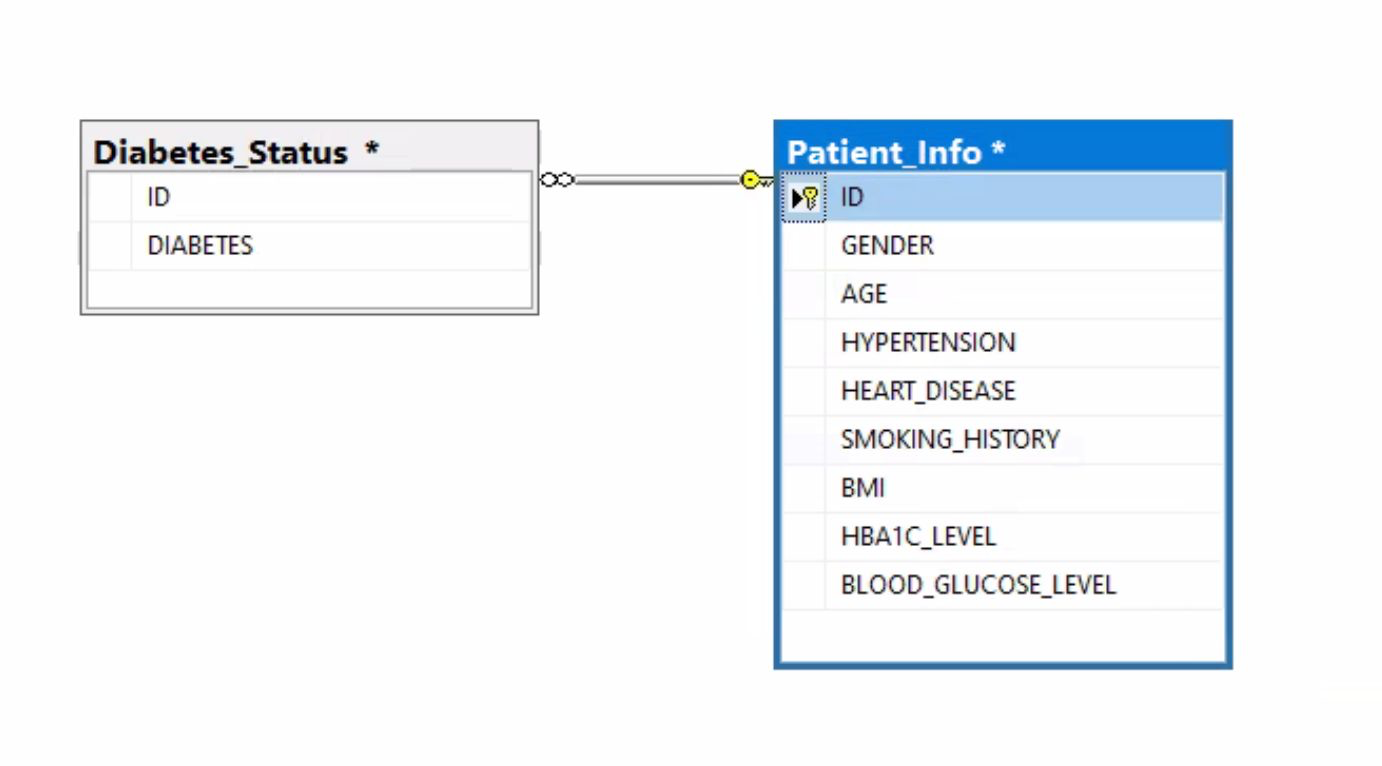 Diabetes_Status *
ID
DIABETES
Patient_Info *
ID
GENDER
AGE
HYPERTENSION
HEART_DISEASE
SMOKING_HISTORY
BMI
HBA1C_LEVEL
BLOOD_GLUCOSE_LEVEL